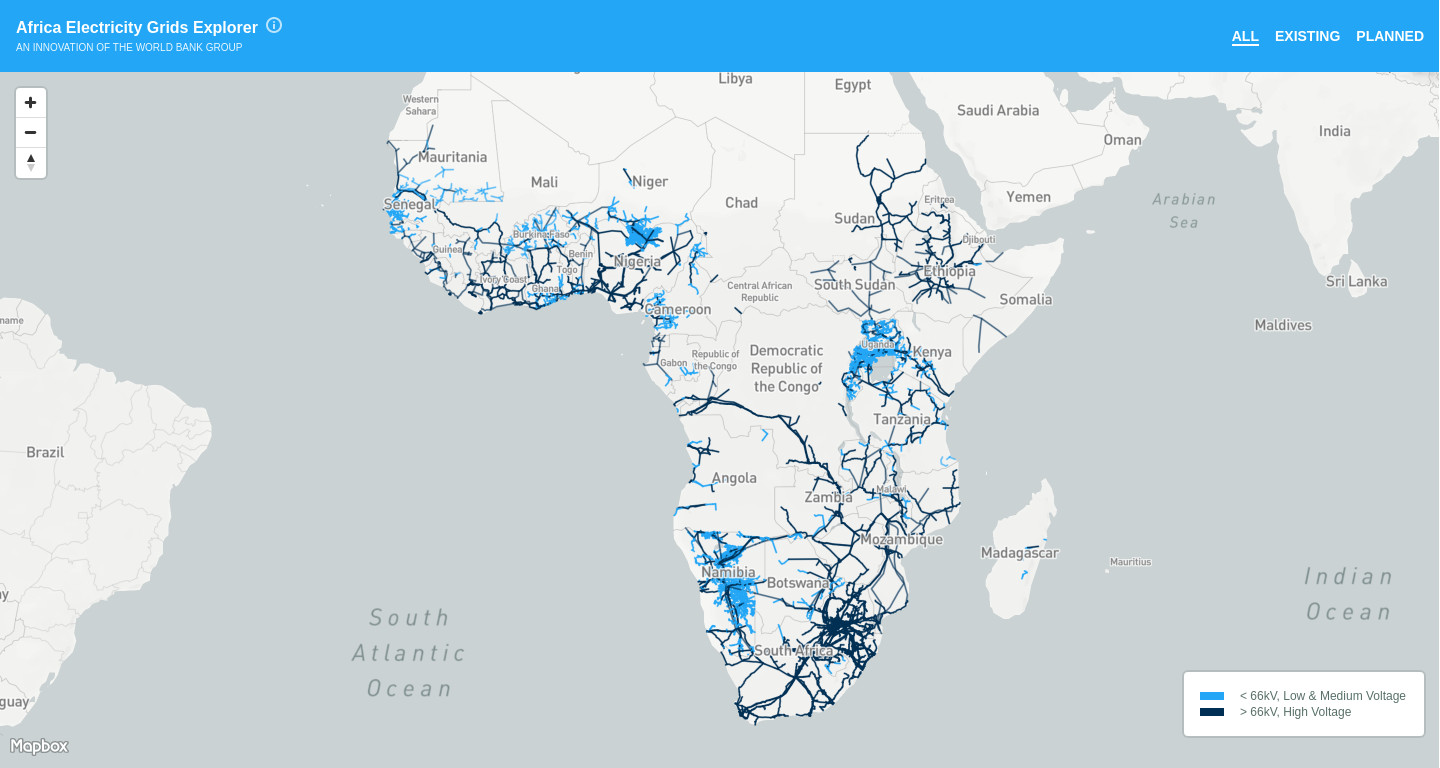 Africa Electricity Grids Explorer
AN INNOVATION OF THE WORLD BANK GROUP
ALL EXISTING PLANNED
Libya
Egypt
Western
Sahara
Saudi Arabia
India
Oman
Mauritania
Mali
Niger
Chad
Yemen
Arabian
Sea
Senegal
Eritrea
Sudan
Burkina Faso
Djibouti
Guinea
Benin
Nigeria
Togo
Ethiopia
Ivory Coast
Ghana
Central African
Republic
South Sudan
Sri Lanka
Somalia
Cameroon
name
Maldives
Uganda
Democratic
Republic of
the Congo
Republic of
the Congo
Kenya
Gabon
Tanzania
Brazil
Angola
Malawi
Zambia
Mozambique
Madagascar
Mauritius
Namibia
Botswana
Indian
Ocean
South
Atlantic
Ocean
South Africa
guay
< 66kV, Low & Medium Voltage
> 66kV, High Voltage
Mapbox